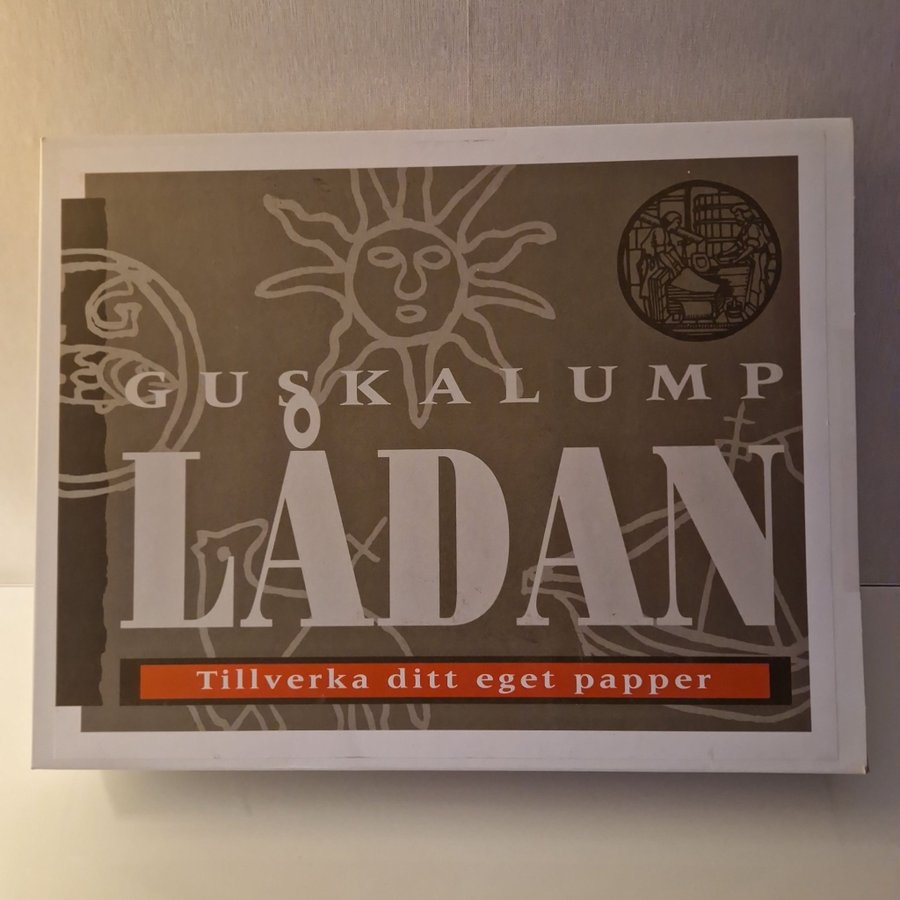 GUSKALUMP
LÅDAN
Tillverka ditt eget papper